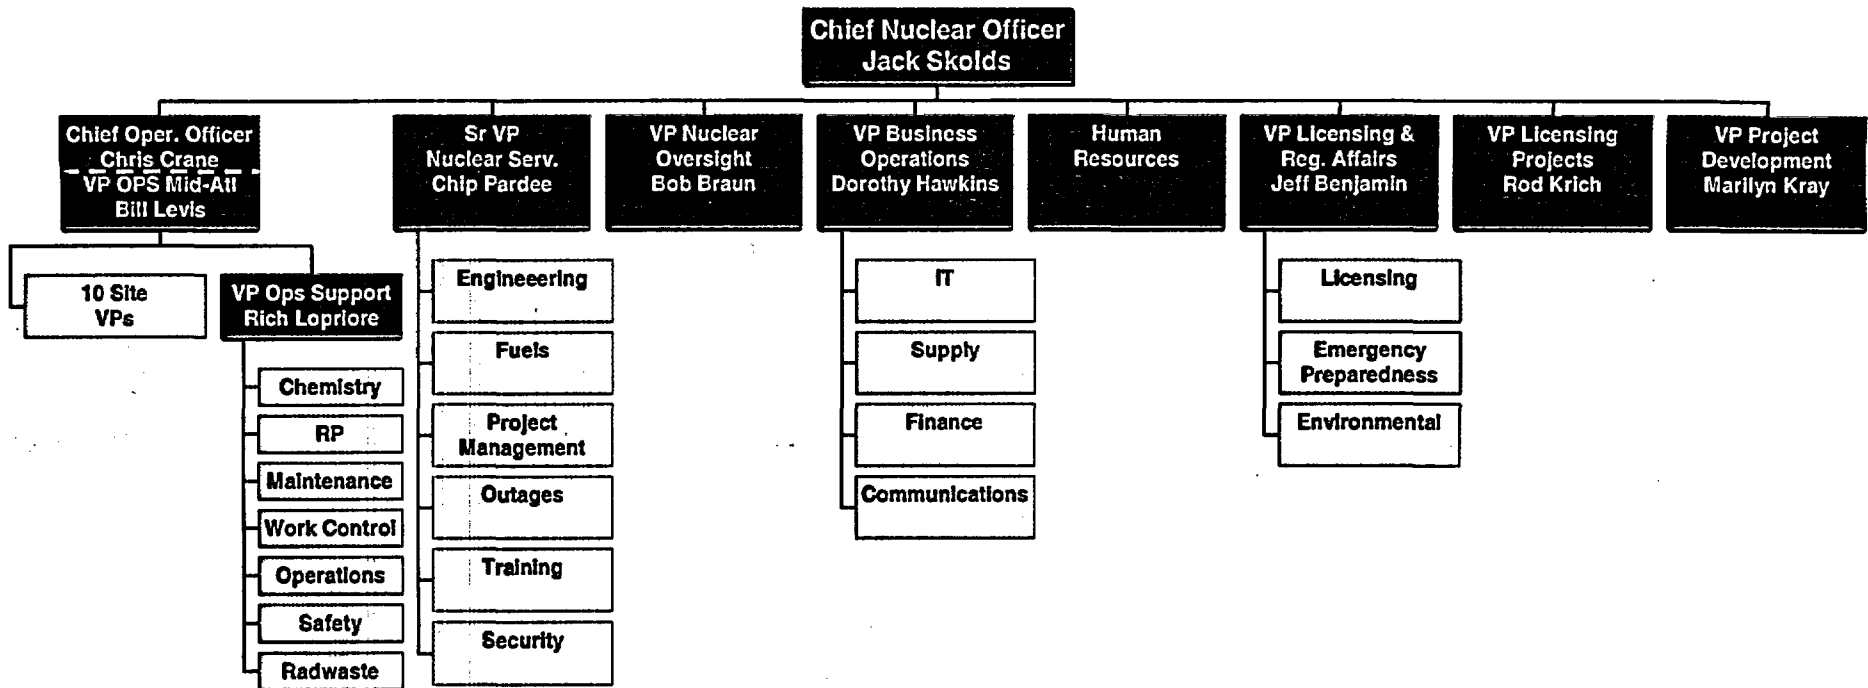 Chief Nuclear Officer
Jack Skolds
Chief Oper. Officer
Chris Crane
VP OPS Mid-Atl
Bill Levis
Sr VP
Nuclear Serv.
Chip Pardee
VP Nuclear
Oversight
Bob Braun
VP Business
Operations
Dorothy Hawkins
Human
Resources
VP Licensing &
Reg. Affairs
Jeff Benjamin
VP Licensing
Projects
Rod Krich
VP Project
Development
Marilyn Kray
10 Site
VPs
VP Ops Support
Rich Lopriore
Chemistry
RP
Maintenance
Work Control
Operations
Safety
Radwaste
Engineeering
Fuels
Project
Management
Outages
Training
Security
IT
Supply
Finance
Communications
Licensing
Emergency
Preparedness
Environmental